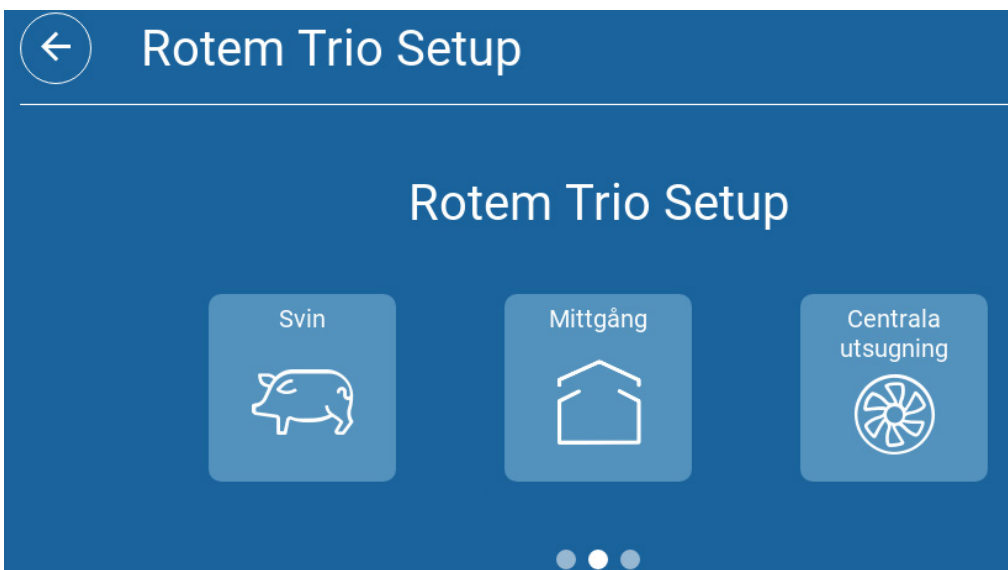 Rotem Trio Setup
Rotem Trio Setup
Svin
Mittgång
Centrala
utsugning